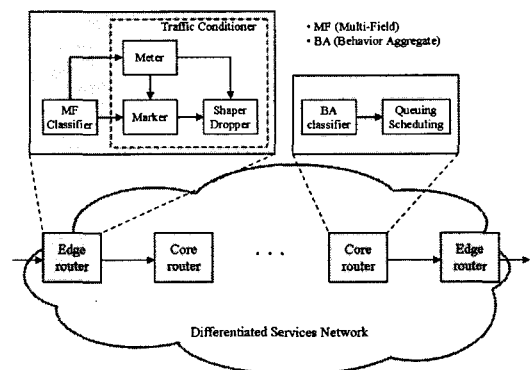 Traffic Conditioner
Meter
MF
Classifier
Marker
Shaper
Dropper
• MF (Multi-Field)
• BA (Behavior Aggregate)
BA
classifier
Queuing
Scheduling
Edge
router
Core
router
. . .
Core
router
Edge
router
Differentiated Services Network